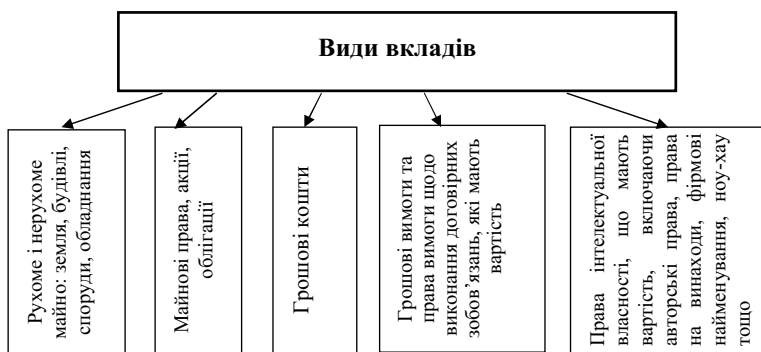 Види вкладів
Рухоме і нерухоме
майно: земля, будівлі,
споруди, обладнання
Майнові права, акції,
облігації
Грошові кошти
Грошові вимоги та
права вимоги щодо
виконання договірних
зобов’язань, які мають
вартість
Права інтелектуальної
власності, що мають
вартість, включаючи
авторські права, права
на винаходи, фірмові
найменування, ноу-хау
тощо